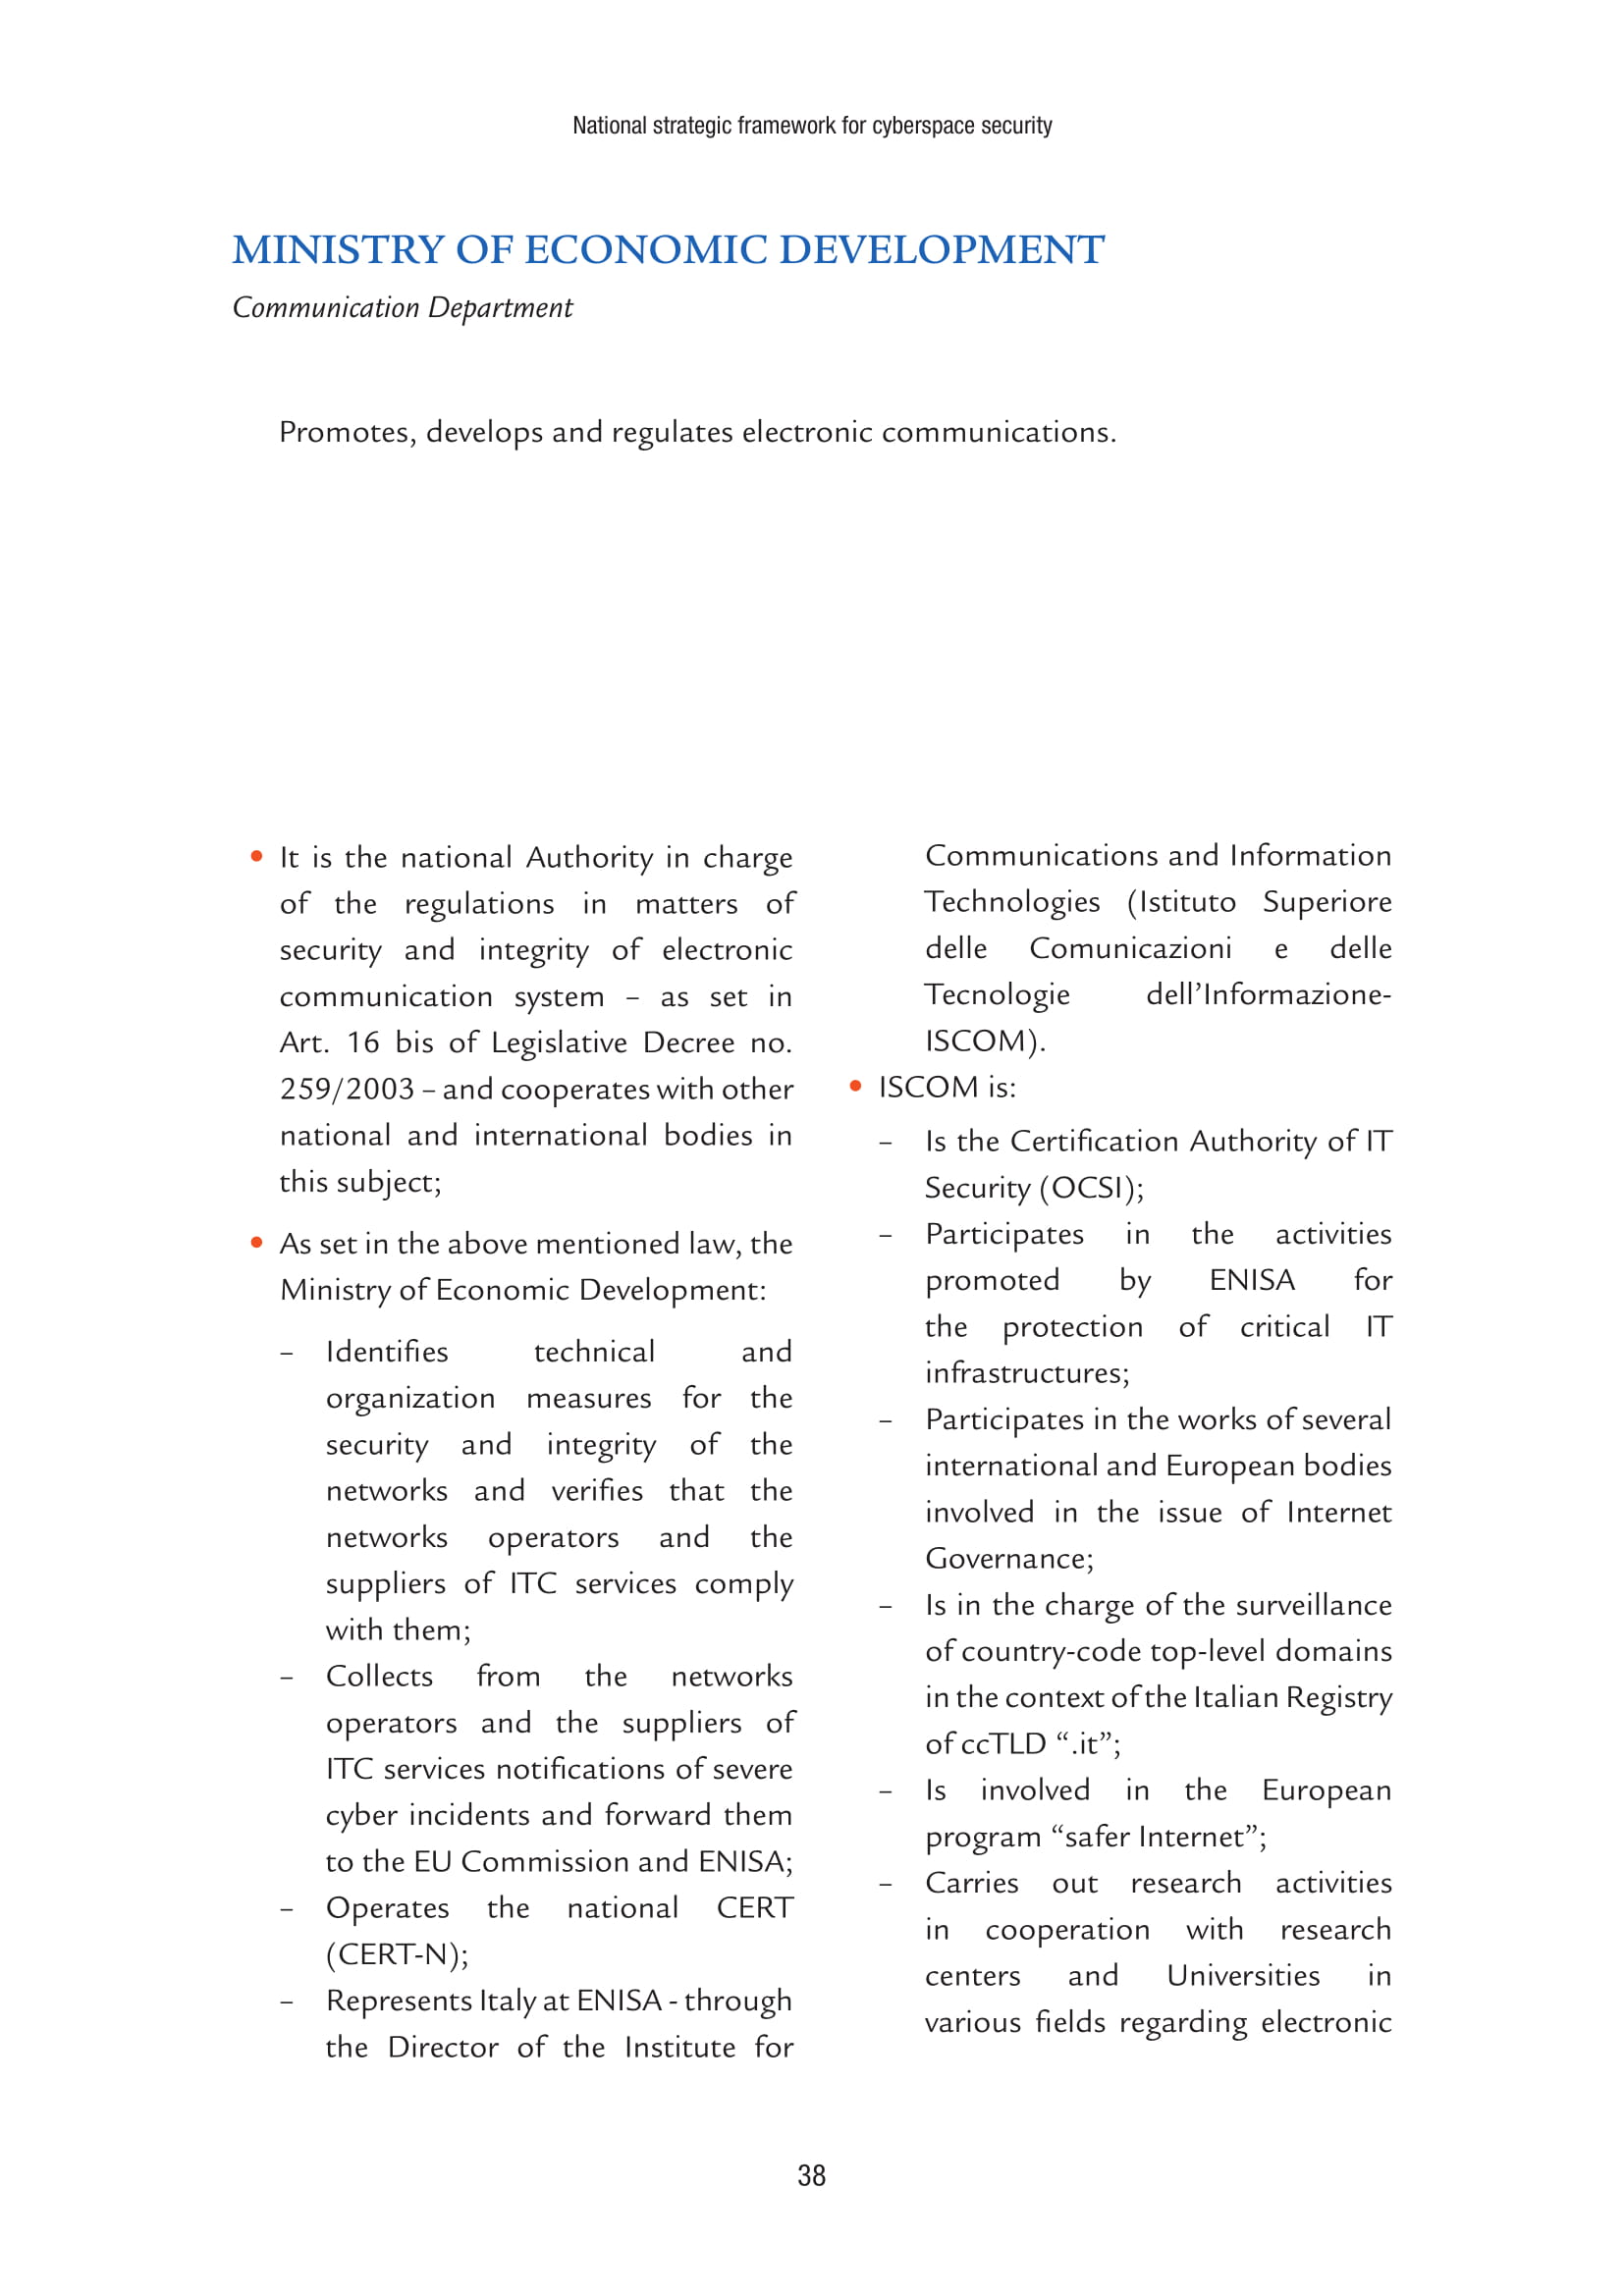 National strategic framework for cyberspace security
MINISTRY OF ECONOMIC DEVELOPMENT
Communication Department
Promotes, develops and regulates electronic communications.
• It is the national Authority in charge
of the regulations in matters of
security and integrity of electronic
communication system – as set in
Art. 16 bis of Legislative Decree no.
259/2003 – and cooperates with other
national and international bodies in
this subject;
• As set in the above mentioned law, the
Ministry of Economic Development:
– Identifies technical and
organization measures for the
security and integrity of the
networks and verifies that the
networks operators and the
suppliers of ITC services comply
with them;
– Collects from the networks
operators and the suppliers of
ITC services notifications of severe
cyber incidents and forward them
to the EU Commission and ENISA;
– Operates the national CERT
(CERT-N);
– Represents Italy at ENISA - through
the Director of the Institute for
Communications and Information
Technologies (Istituto Superiore
delle Comunicazioni e delle
Tecnologie dell’Informazione-
ISCOM).
• ISCOM is:
– Is the Certification Authority of IT
Security (OCSI);
– Participates in the activities
promoted by ENISA for
the protection of critical IT
infrastructures;
– Participates in the works of several
international and European bodies
involved in the issue of Internet
Governance;
– Is in the charge of the surveillance
of country-code top-level domains
in the context of the Italian Registry
of ccTLD “.it”;
– Is involved in the European
program “safer Internet”;
– Carries out research activities
in cooperation with research
centers and Universities in
various fields regarding electronic
38